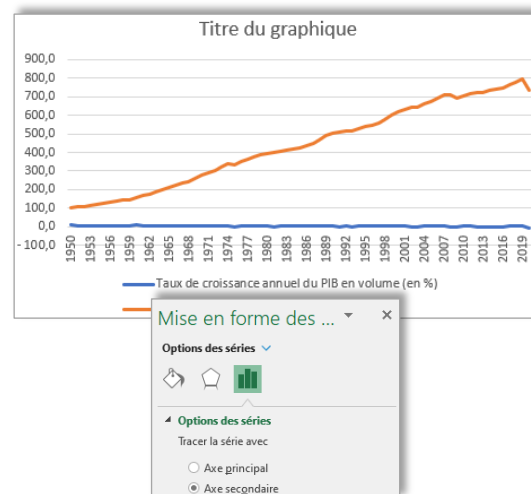 Titre du graphique
900,0
800,0
700,0
600,0
500,0
400,0
300,0
200,0
100,0
0,0
- 100,0
1950 1953 1956 1959 1962 1965 1968 1971 1974 1977 1980 1983 1986 1989 1992 1995 1998 2001 2004 2007 2010 2013 2016 2019
Taux de croissance annuel du PIB en volume (en %)
Mise en forme des ...
Options des séries
Options des séries
Tracer la série avec
Axe principal
Axe secondaire